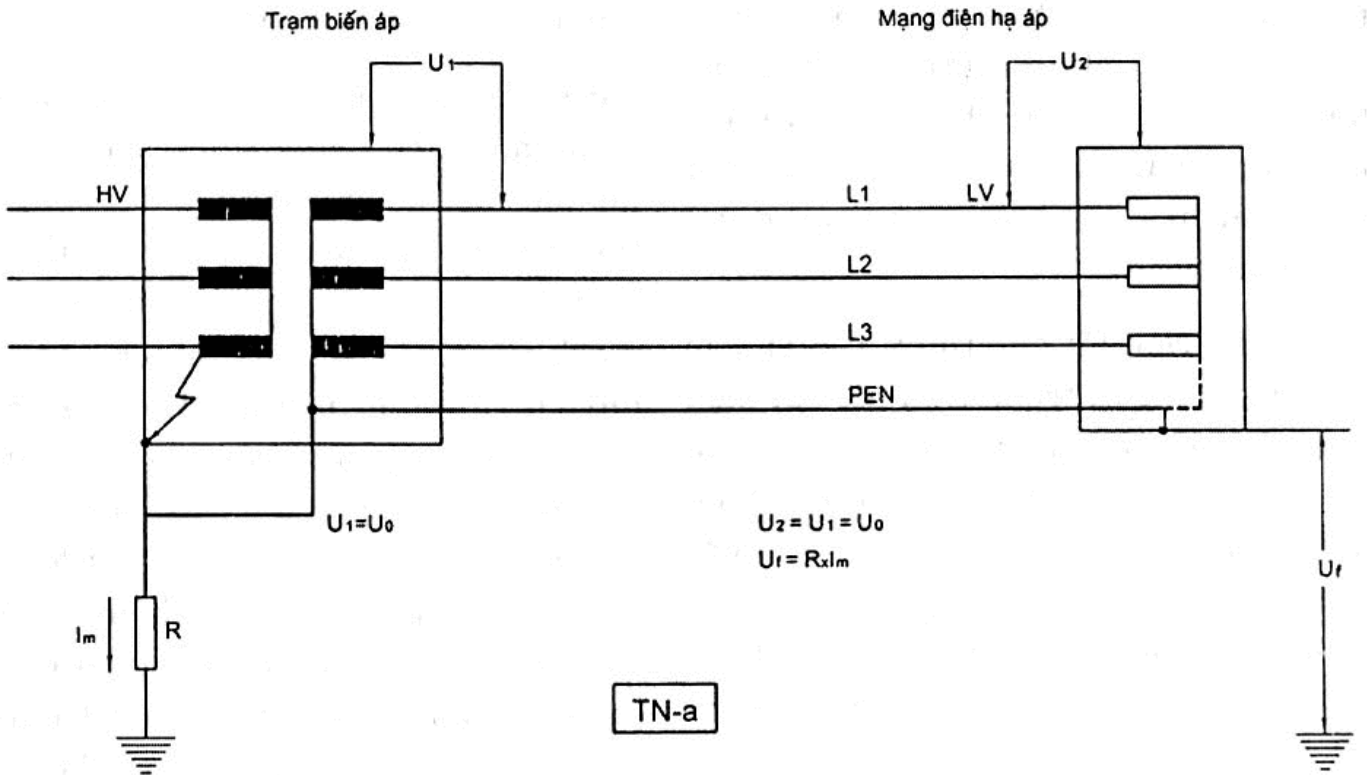 Trạm biến áp
Mạng điên hạ áp
U₁
U₂
HV
L1
LV
L2
L3
PEN
U₁=U₀
U₂ = U₁ = U₀
Uf = RxIm
Im
R
Uf
TN-a